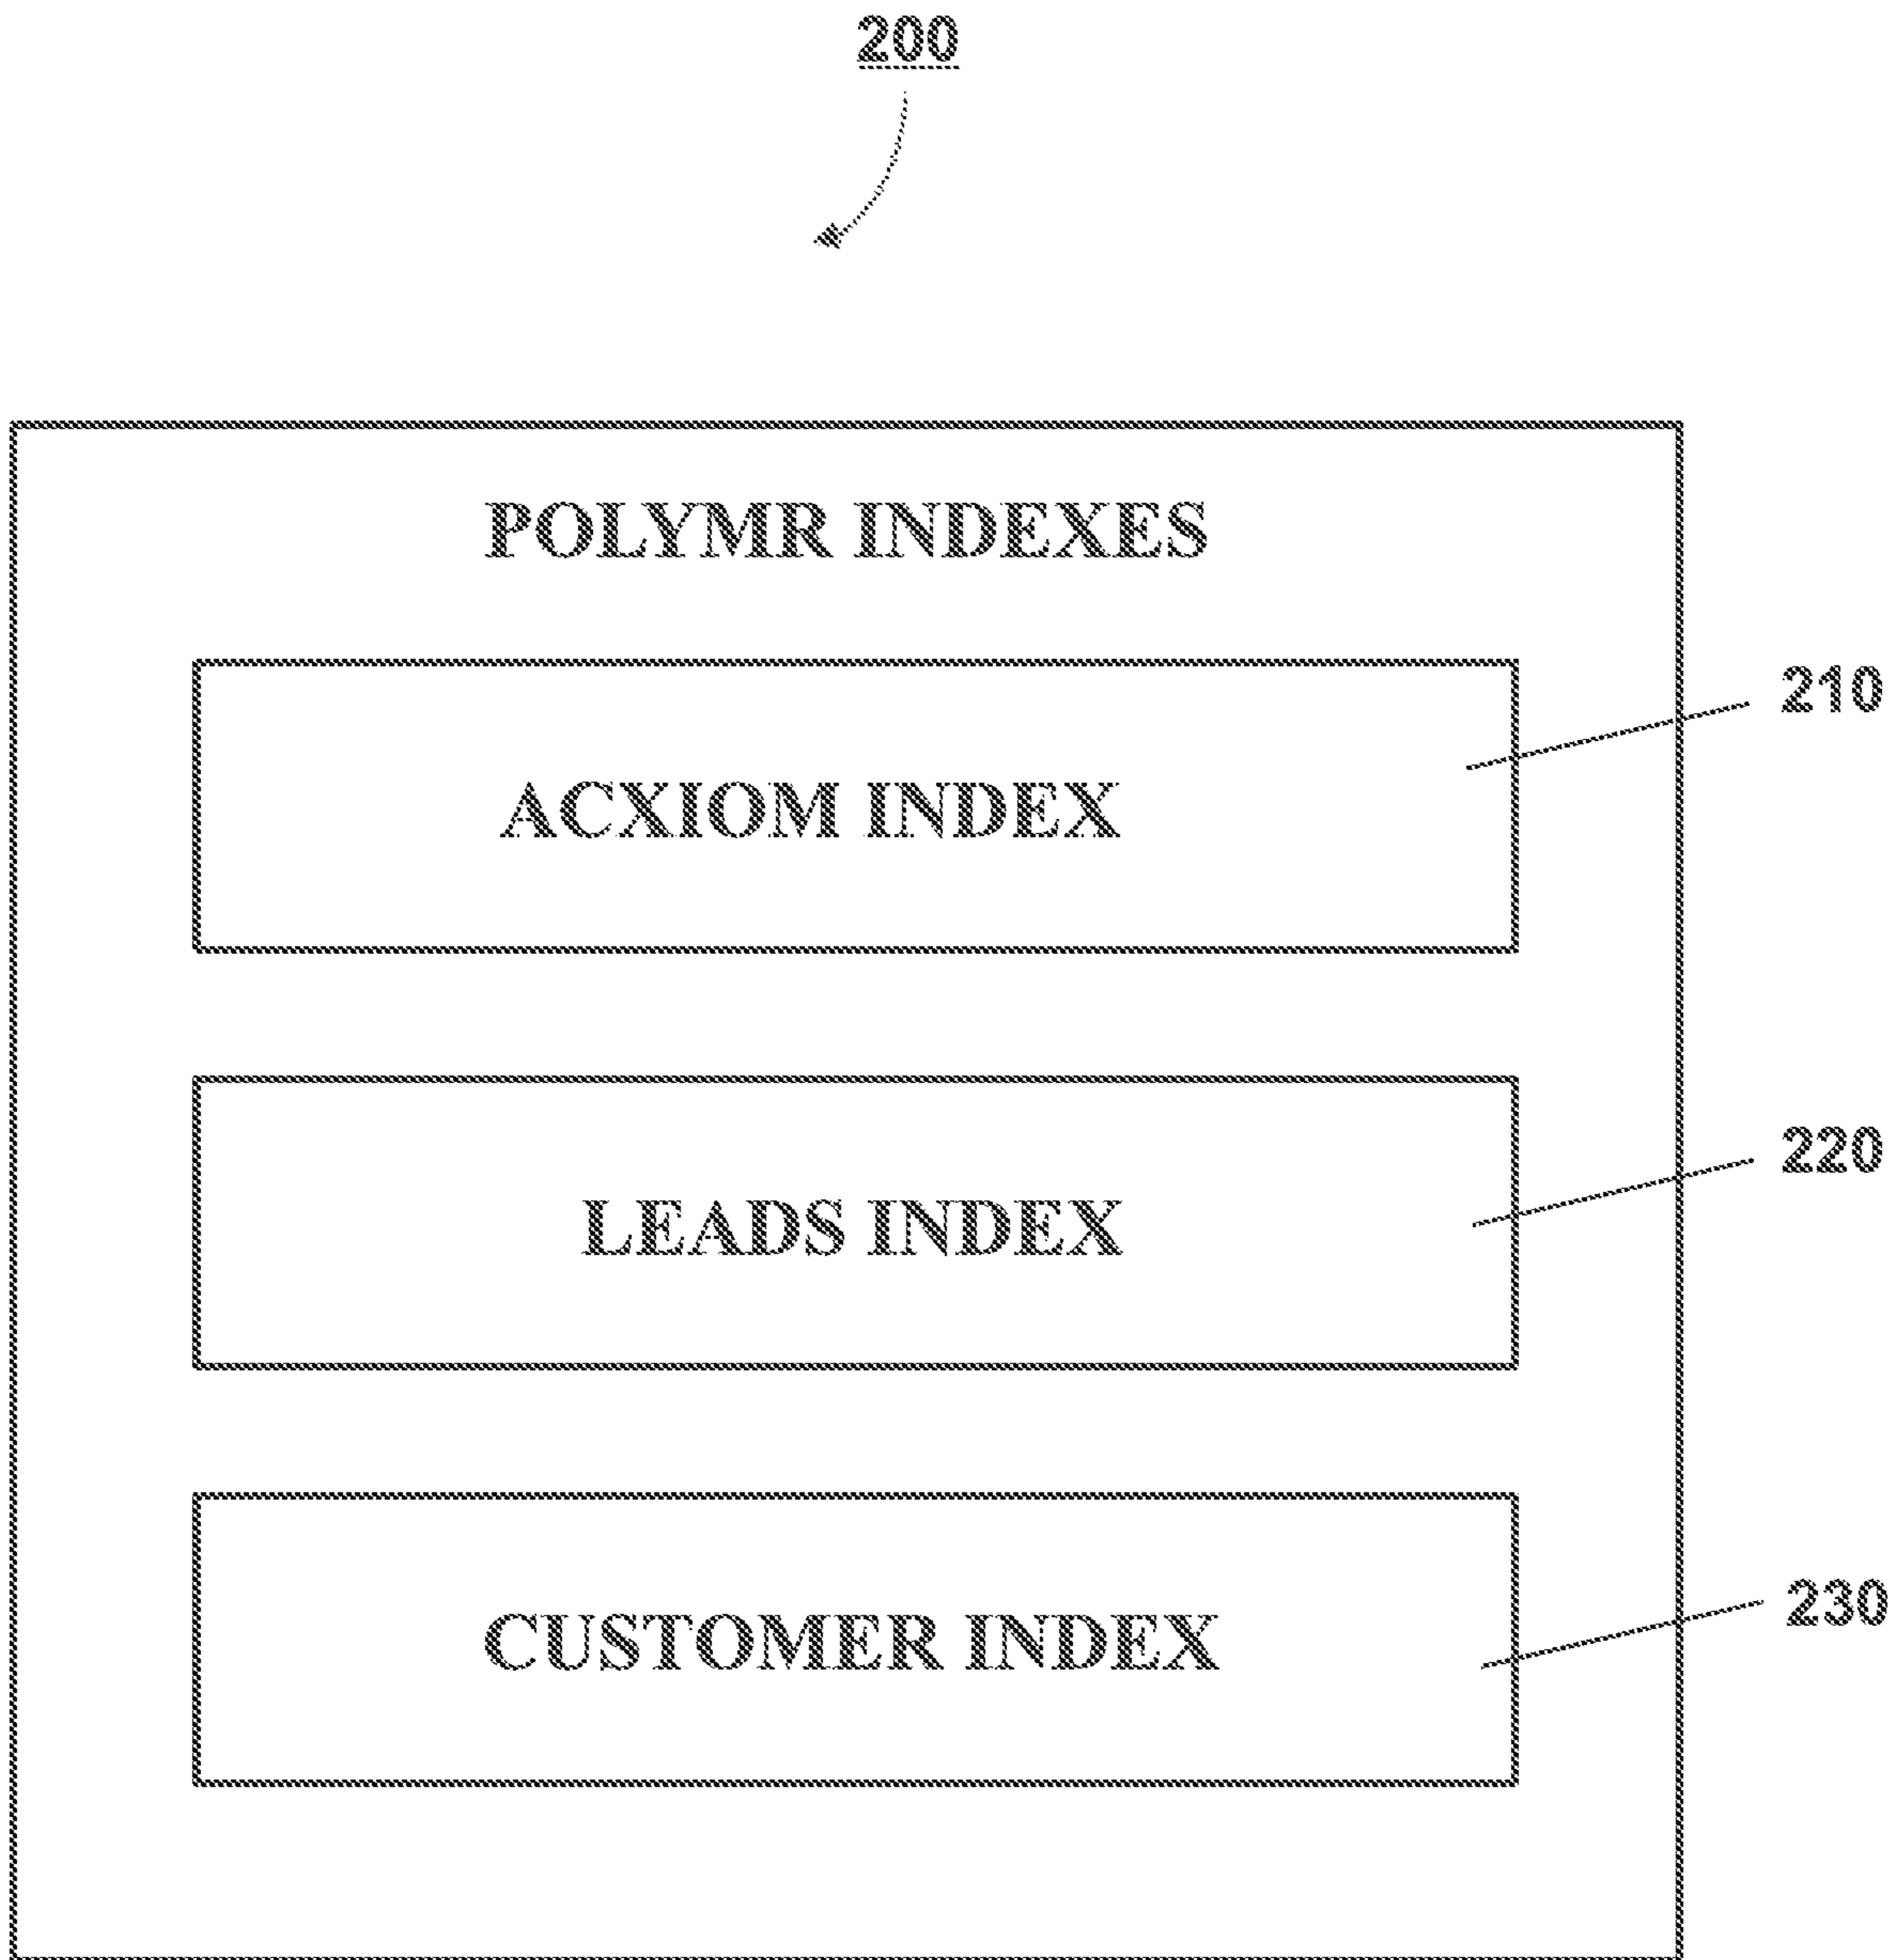 200
POLYMR INDEXES
210
ACXIOM INDEX
220
LEADS INDEX
230
CUSTOMER INDEX